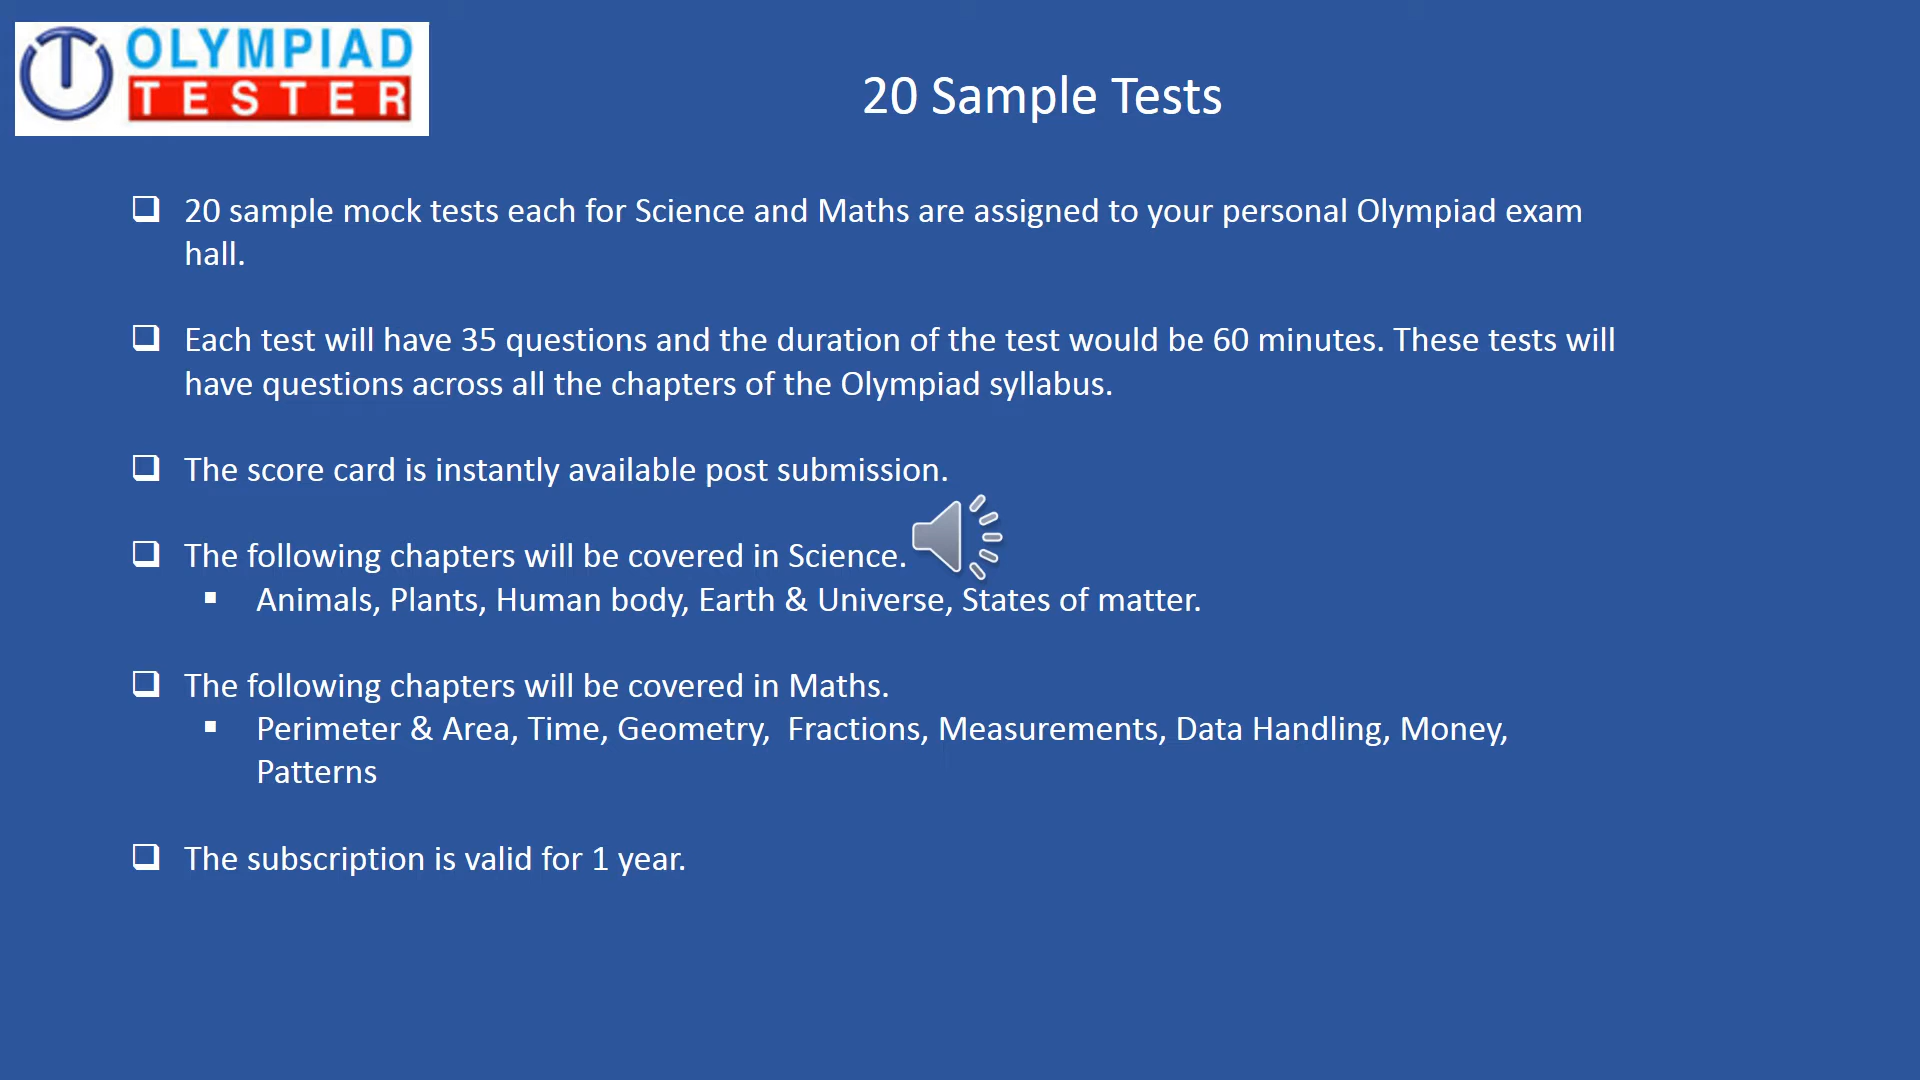 OLYMPIAD
TESTER
20 Sample Tests
20 sample mock tests each for Science and Maths are assigned to your personal Olympiad exam
hall.
Each test will have 35 questions and the duration of the test would be 60 minutes. These tests will
have questions across all the chapters of the Olympiad syllabus.
The score card is instantly available post submission.
The following chapters will be covered in Science.
Animals, Plants, Human body, Earth & Universe, States of matter.
The following chapters will be covered in Maths.
Perimeter & Area, Time, Geometry,  Fractions, Measurements, Data Handling, Money,
Patterns
The subscription is valid for 1 year.